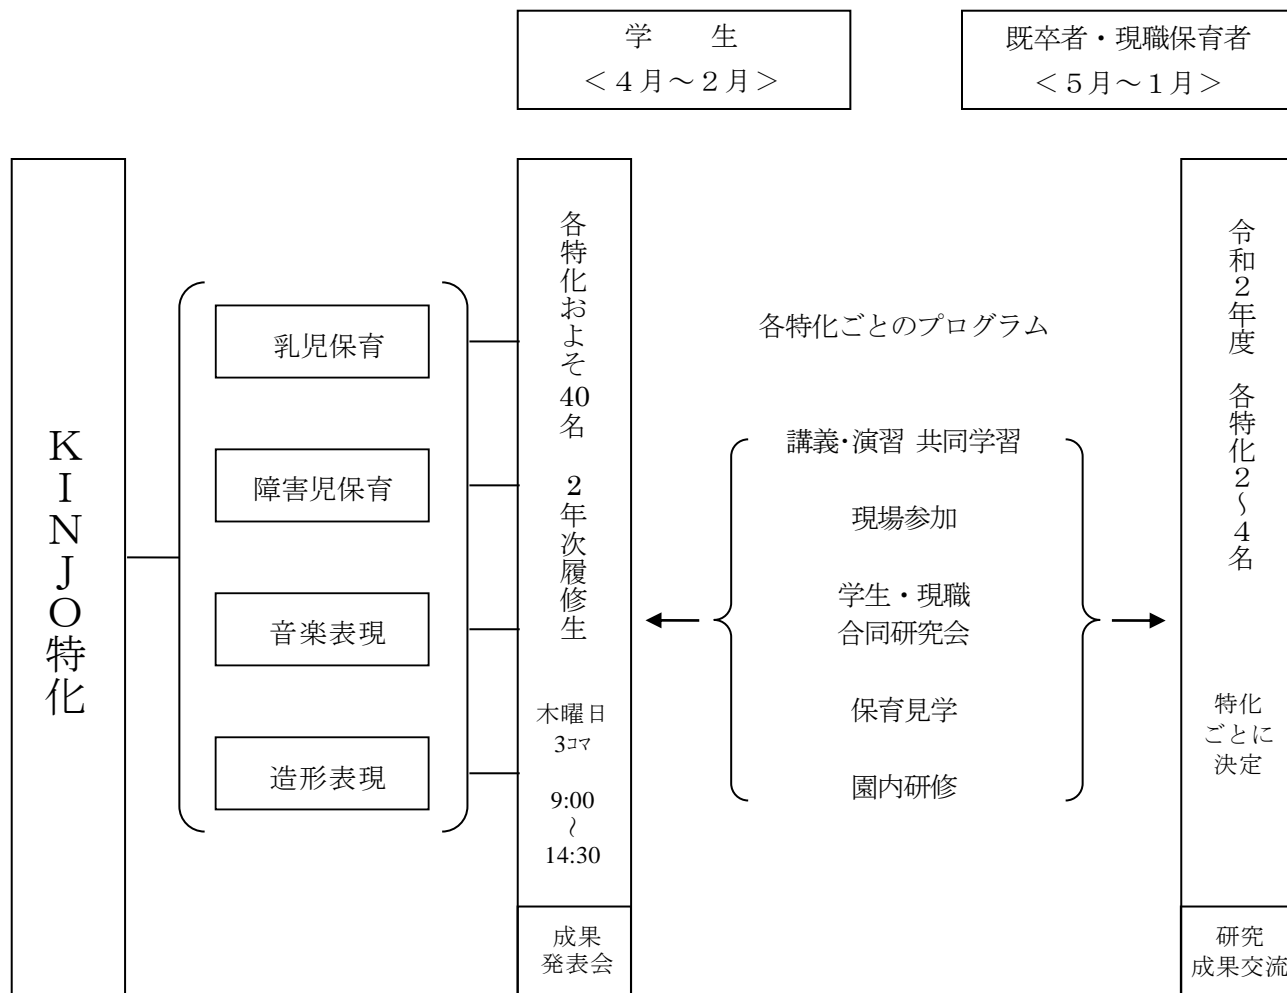 学　　生
＜４月～２月＞
既卒者・現職保育者
＜５月～１月＞
KINJO特化
乳児保育
障害児保育
音楽表現
造形表現
各特化およそ40名　2年次履修生
木曜日
3コマ
9:00
～
14:30
成果
発表会
各特化ごとのプログラム
講義･演習 共同学習
現場参加
学生・現職
合同研究会
保育見学
園内研修
令和２年度　各特化２～４名
特化
ごとに
決定
研究
成果交流